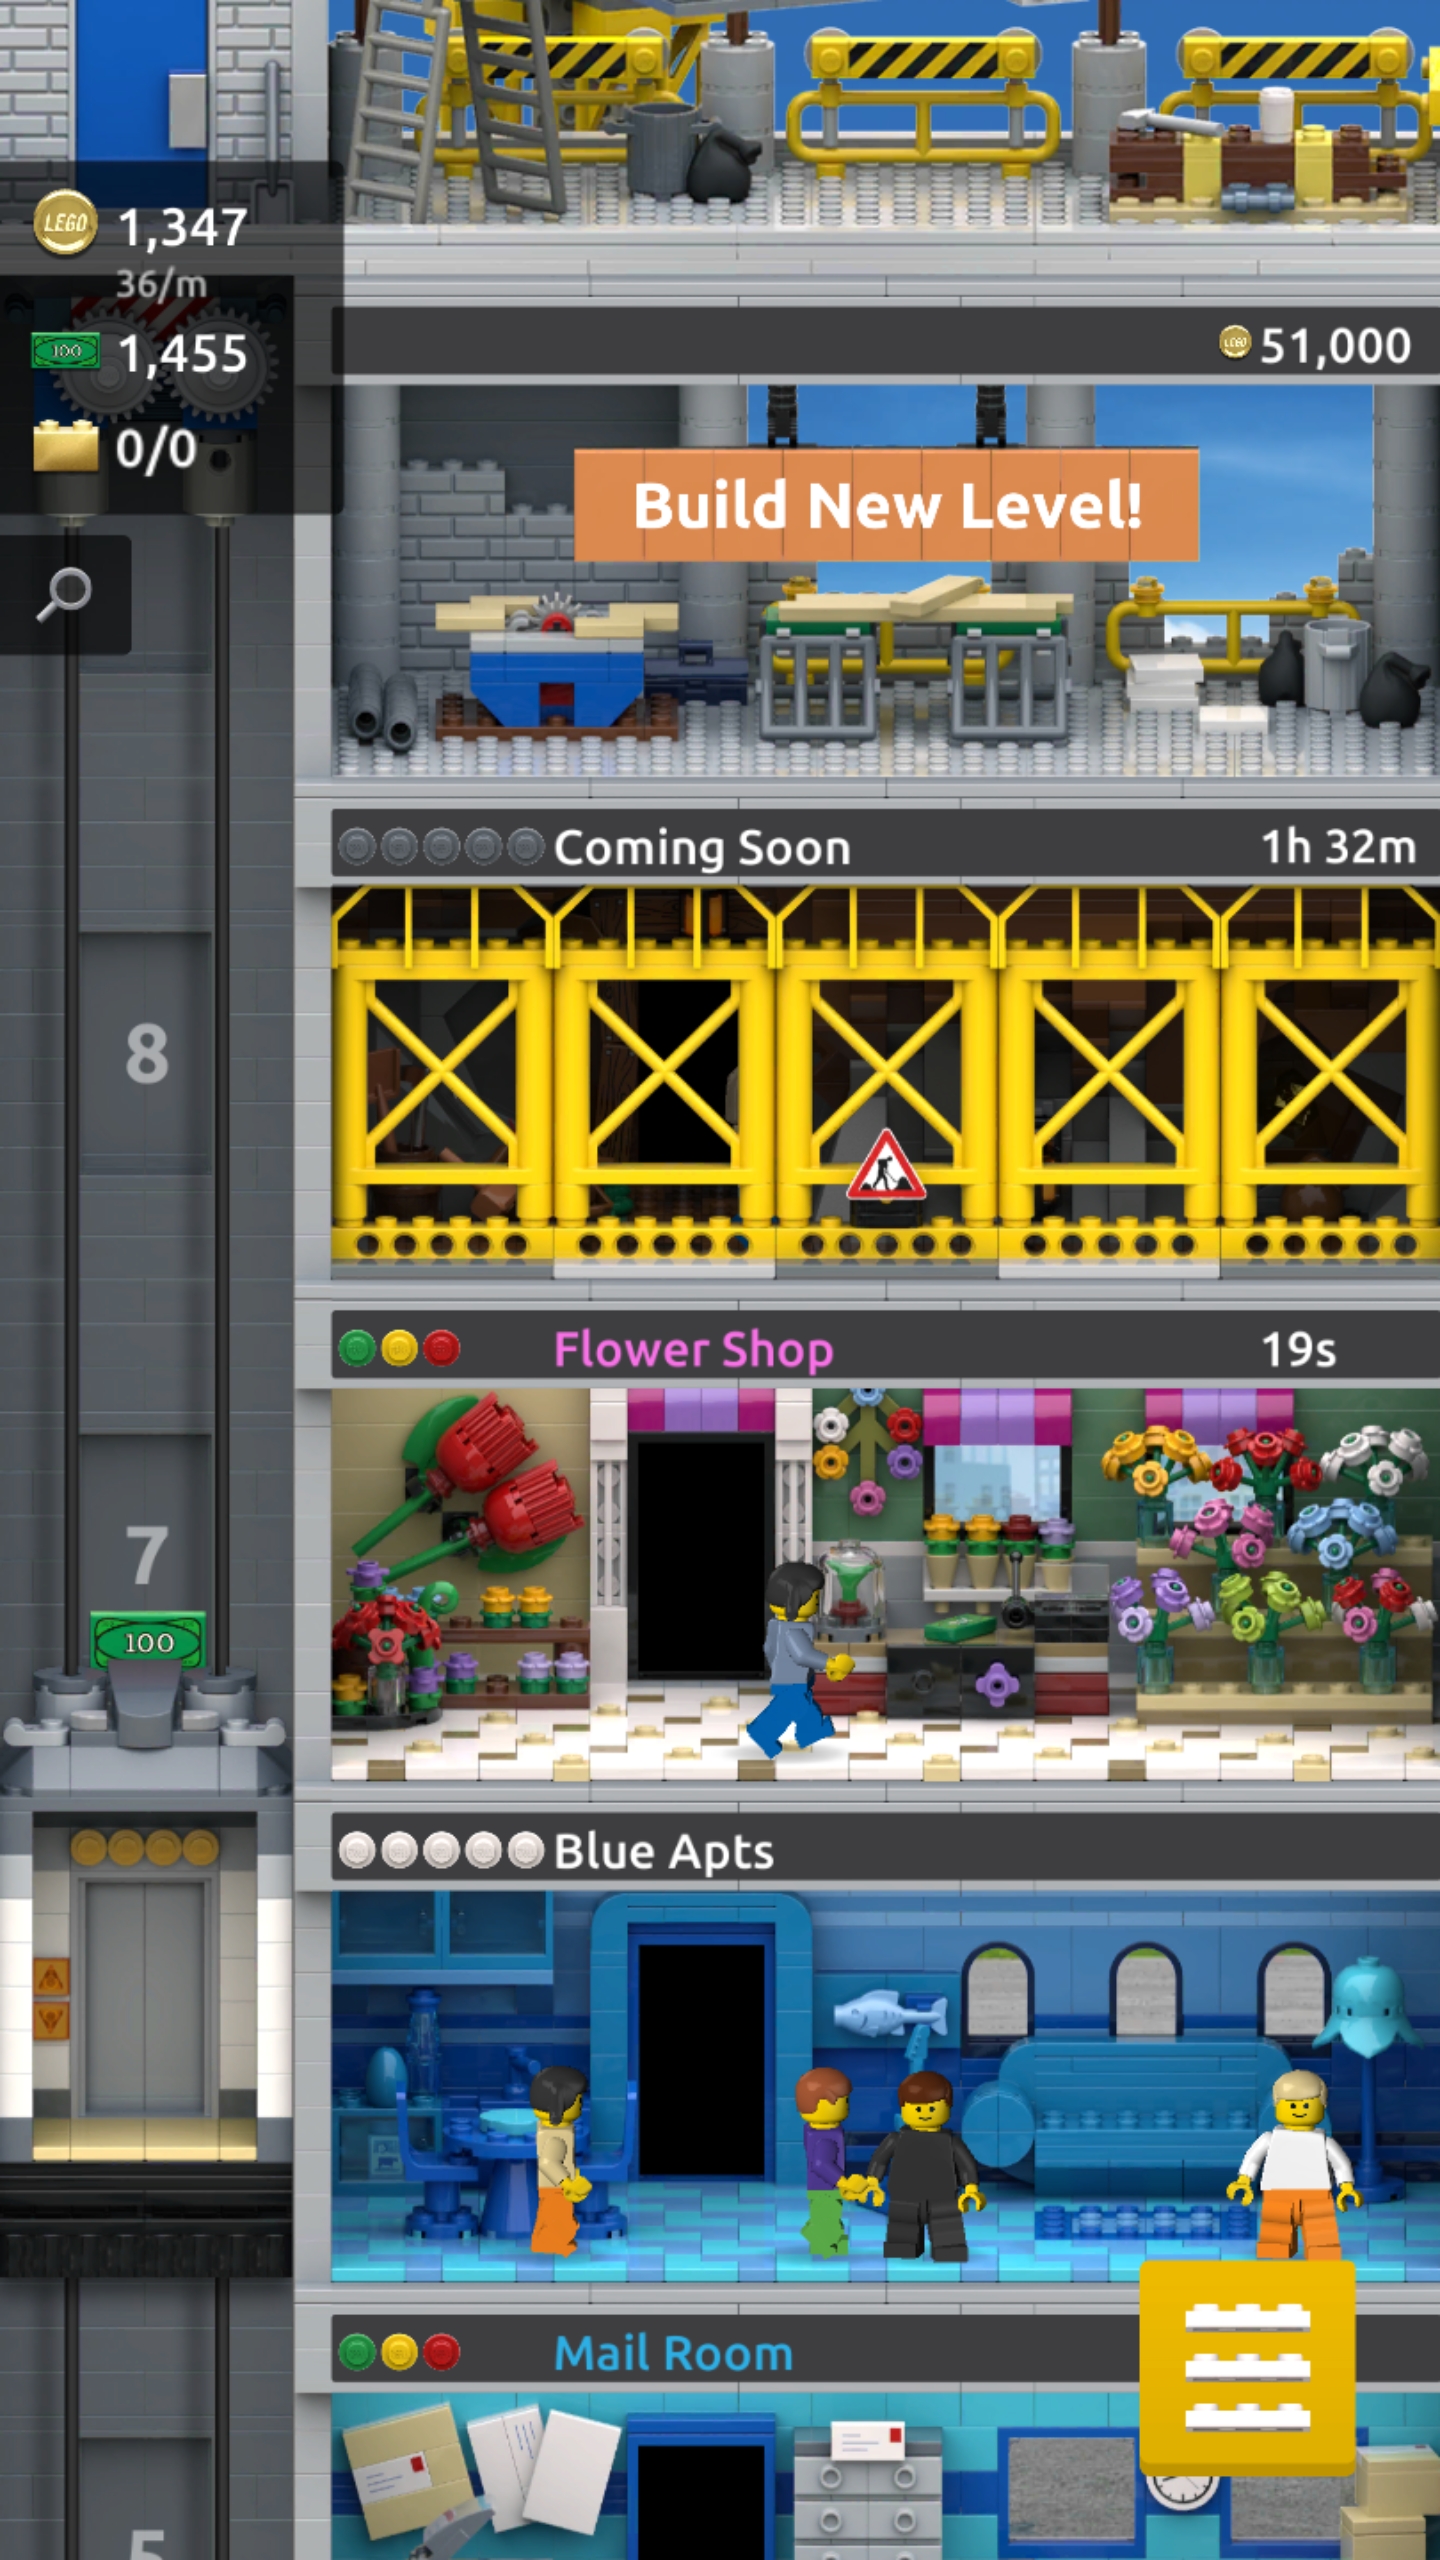 LEGO 1,347
36/m
100 1,455
0/0
LEGO 51,000
Build New Level!
Coming Soon 1h 32m
8
Flower Shop 19s
7
100
Blue Apts
Mail Room
5